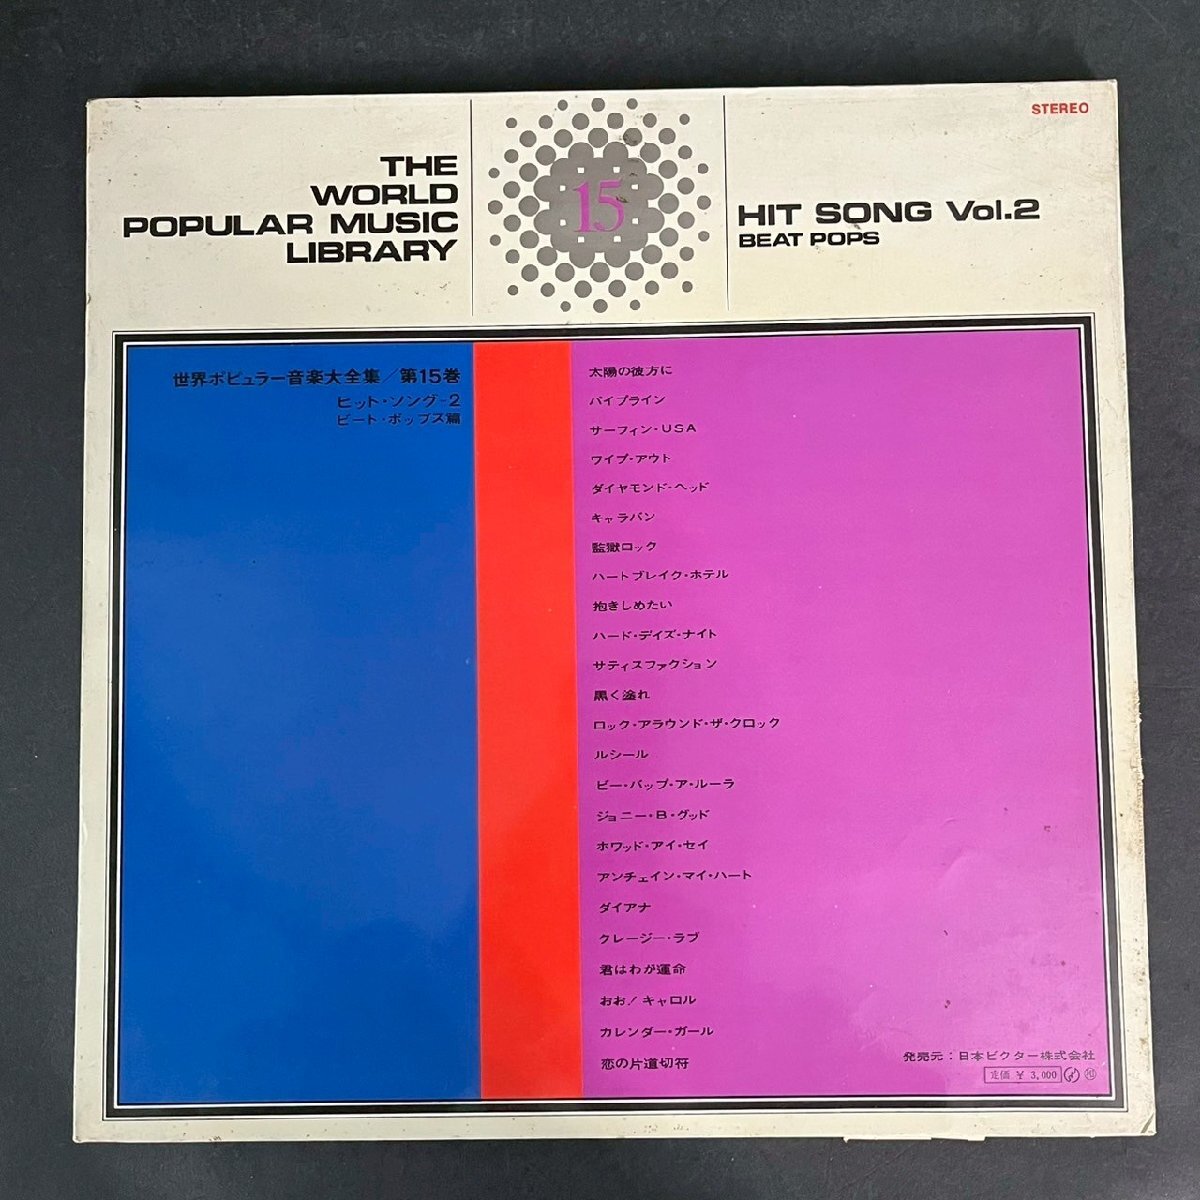 STEREO
THE
WORLD
POPULAR MUSIC
LIBRARY
15
HIT SONG Vol.2
BEAT POPS
世界ポピュラー音楽大全集/第15巻
ヒット・ソング-2
ビート・ポップス篇
太陽の彼方に
パイプライン
サーフィン・USA
ワイプ・アウト
ダイヤモンド・ヘッド
キャラバン
監獄ロック
ハートブレイク・ホテル
抱きしめたい
ハード・デイズ・ナイト
サティスファクション
黒く塗れ
ロック・アラウンド・ザ・クロック
ルシール
ビー・バップ・ア・ルーラ
ジョニー・B・グッド
ホワッド・アイ・セイ
アンチェイン・マイ・ハート
ダイアナ
クレージー・ラブ
君はわが運命
おお!キャロル
カレンダー・ガール
恋の片道切符
発売元:日本ビクター株式会社
定価 ¥ 3,000